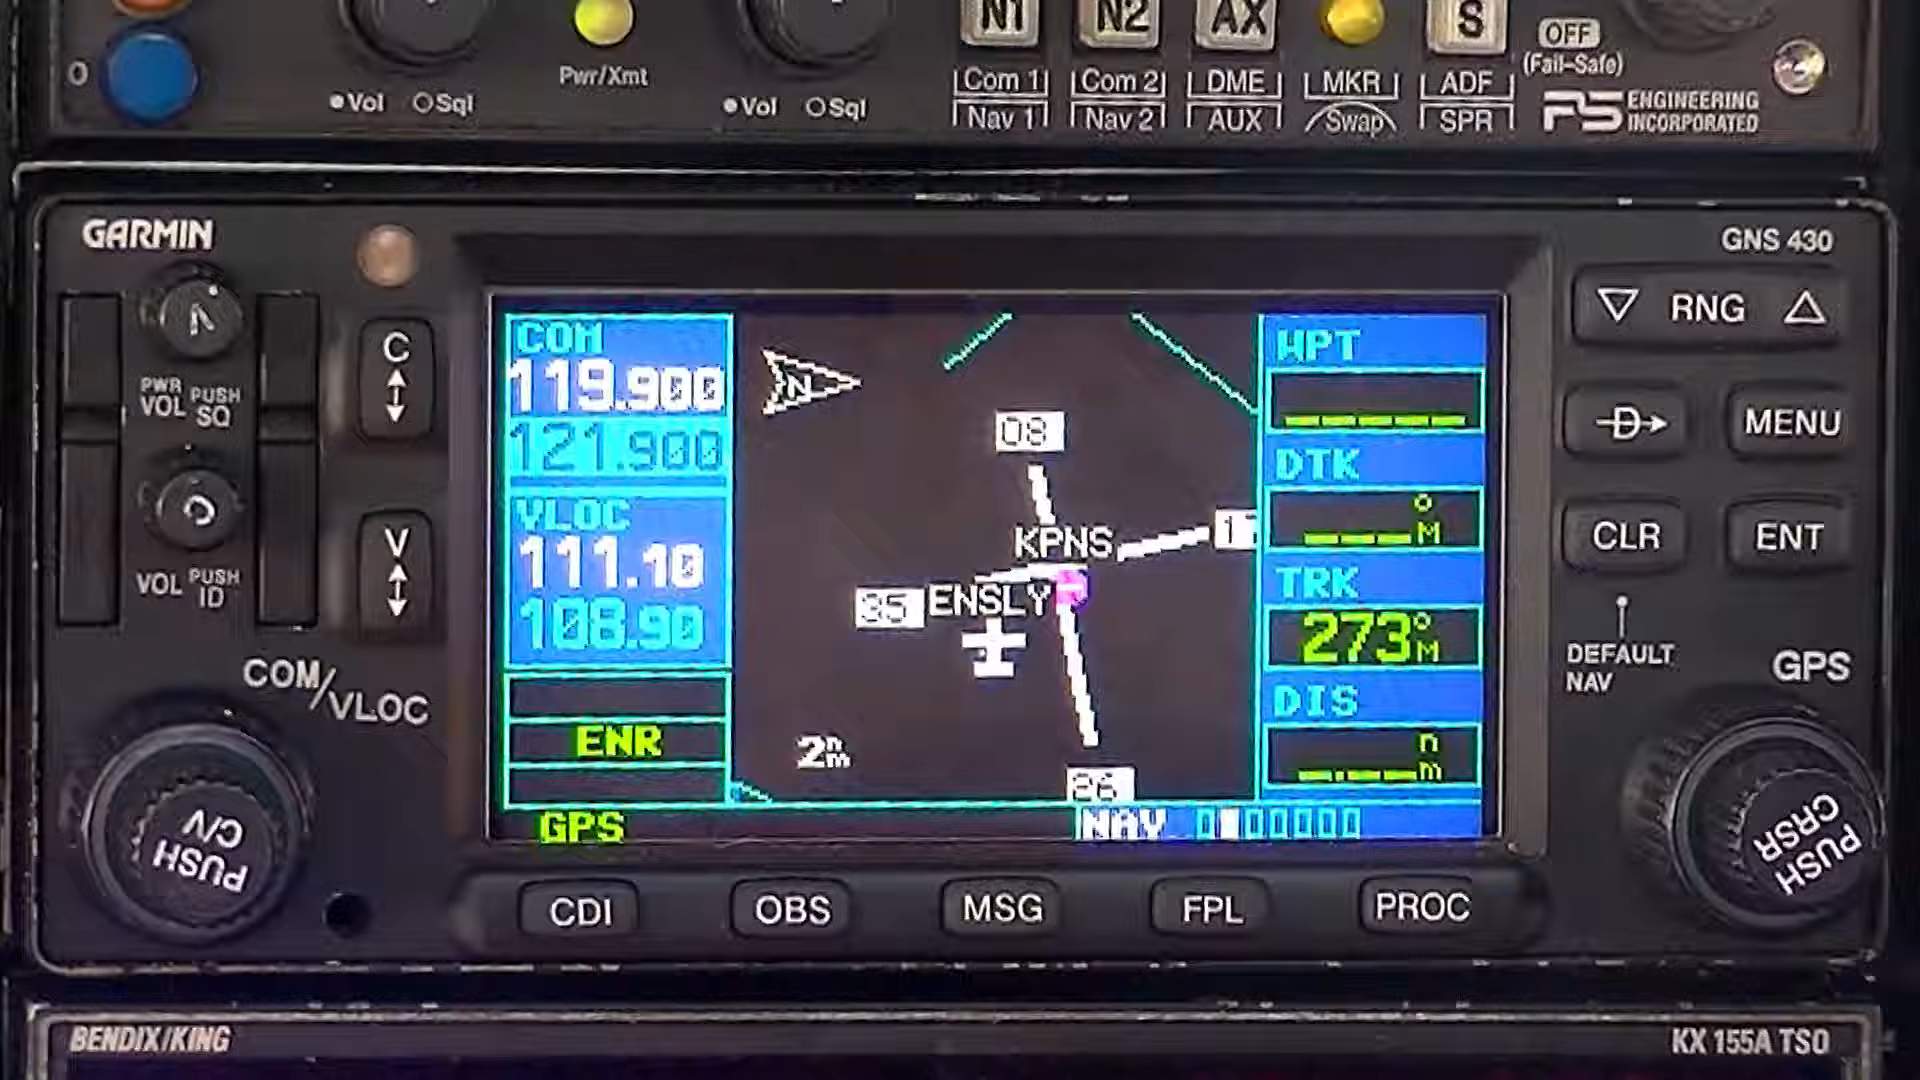 N1 N2 AX S
OFF
(Fail-Safe)
0
Pwr/Xmt
Vol Sql
Vol Sql
Com 1 Com 2 DME MKR ADF
Nav 1 Nav 2 AUX Swap SPR
PS ENGINEERING
INCORPORATED
GARMIN
GNS 430
C
PWR
VOL
PUSH
SQ
V
VOL
PUSH
ID
COM/VLOC
PUSH
C/V
COM
119.900
121.900
VLOC
111.10
108.90
ENR
GPS
N
08
KPNS
35
ENSLY
26
2nm
NAV
WPT
DTK
°M
TRK
273°M
DIS
nm
RNG
D
MENU
CLR
ENT
DEFAULT
NAV
GPS
PUSH
CRSR
CDI
OBS
MSG
FPL
PROC
BENDIX/KING
KX 155A TSO